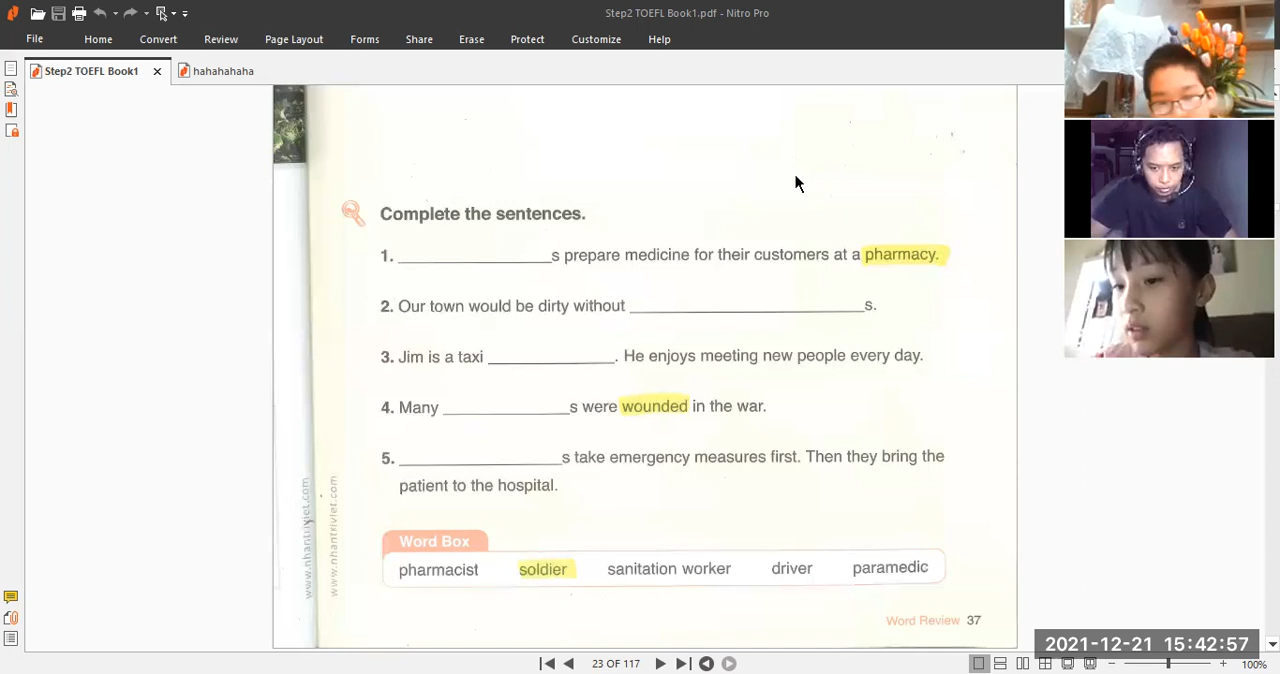 Step2 TOEFL Book1.pdf - Nitro Pro
File Home Convert Review Page Layout Forms Share Erase Protect Customize Help
Step2 TOEFL Book1 × hahahahaha
Complete the sentences.
1. ____________________s prepare medicine for their customers at a pharmacy.
2. Our town would be dirty without ______________________________s.
3. Jim is a taxi ________________. He enjoys meeting new people every day.
4. Many ________________s were wounded in the war.
5. ____________________s take emergency measures first. Then they bring the
patient to the hospital.
Word Box
pharmacist soldier sanitation worker driver paramedic
www.nhantriviet.com
www.nhantriviet.com
Word Review 37
2021-12-21 15:42:57
23 OF 117
100%